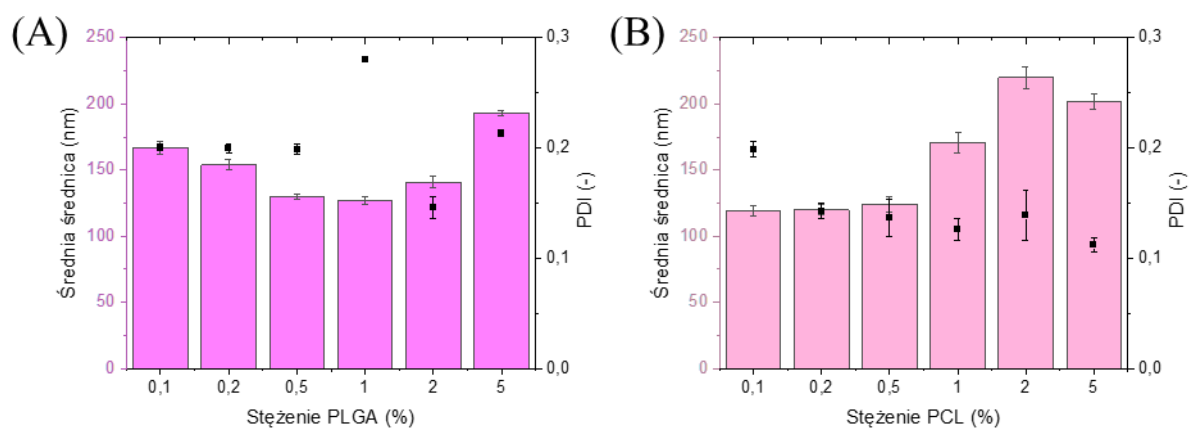 (A)
250
200
150
100
50
0
Średnia średnica (nm)
0,3
0,2
0,1
0,0
PDI (-)
0,1 0,2 0,5 1 2 5
Stężenie PLGA (%)
(B)
250
200
150
100
50
0
Średnia średnica (nm)
0,3
0,2
0,1
0,0
PDI (-)
0,1 0,2 0,5 1 2 5
Stężenie PCL (%)